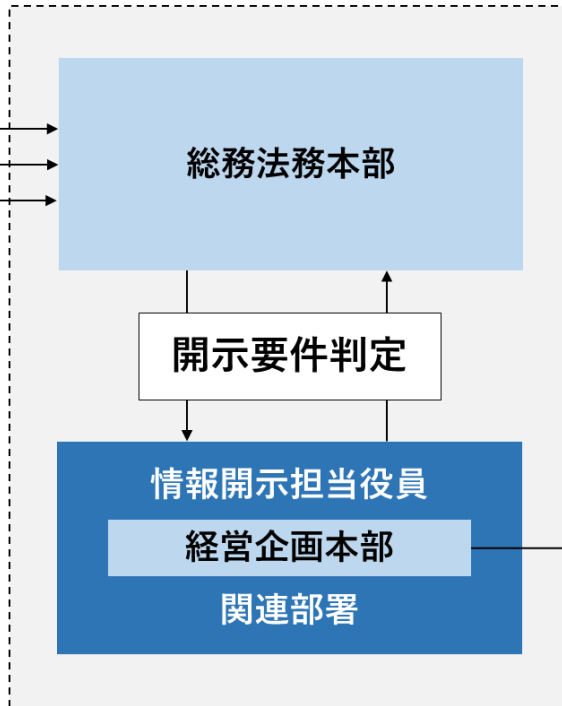 総務法務本部
開示要件判定
情報開示担当役員
経営企画本部
関連部署